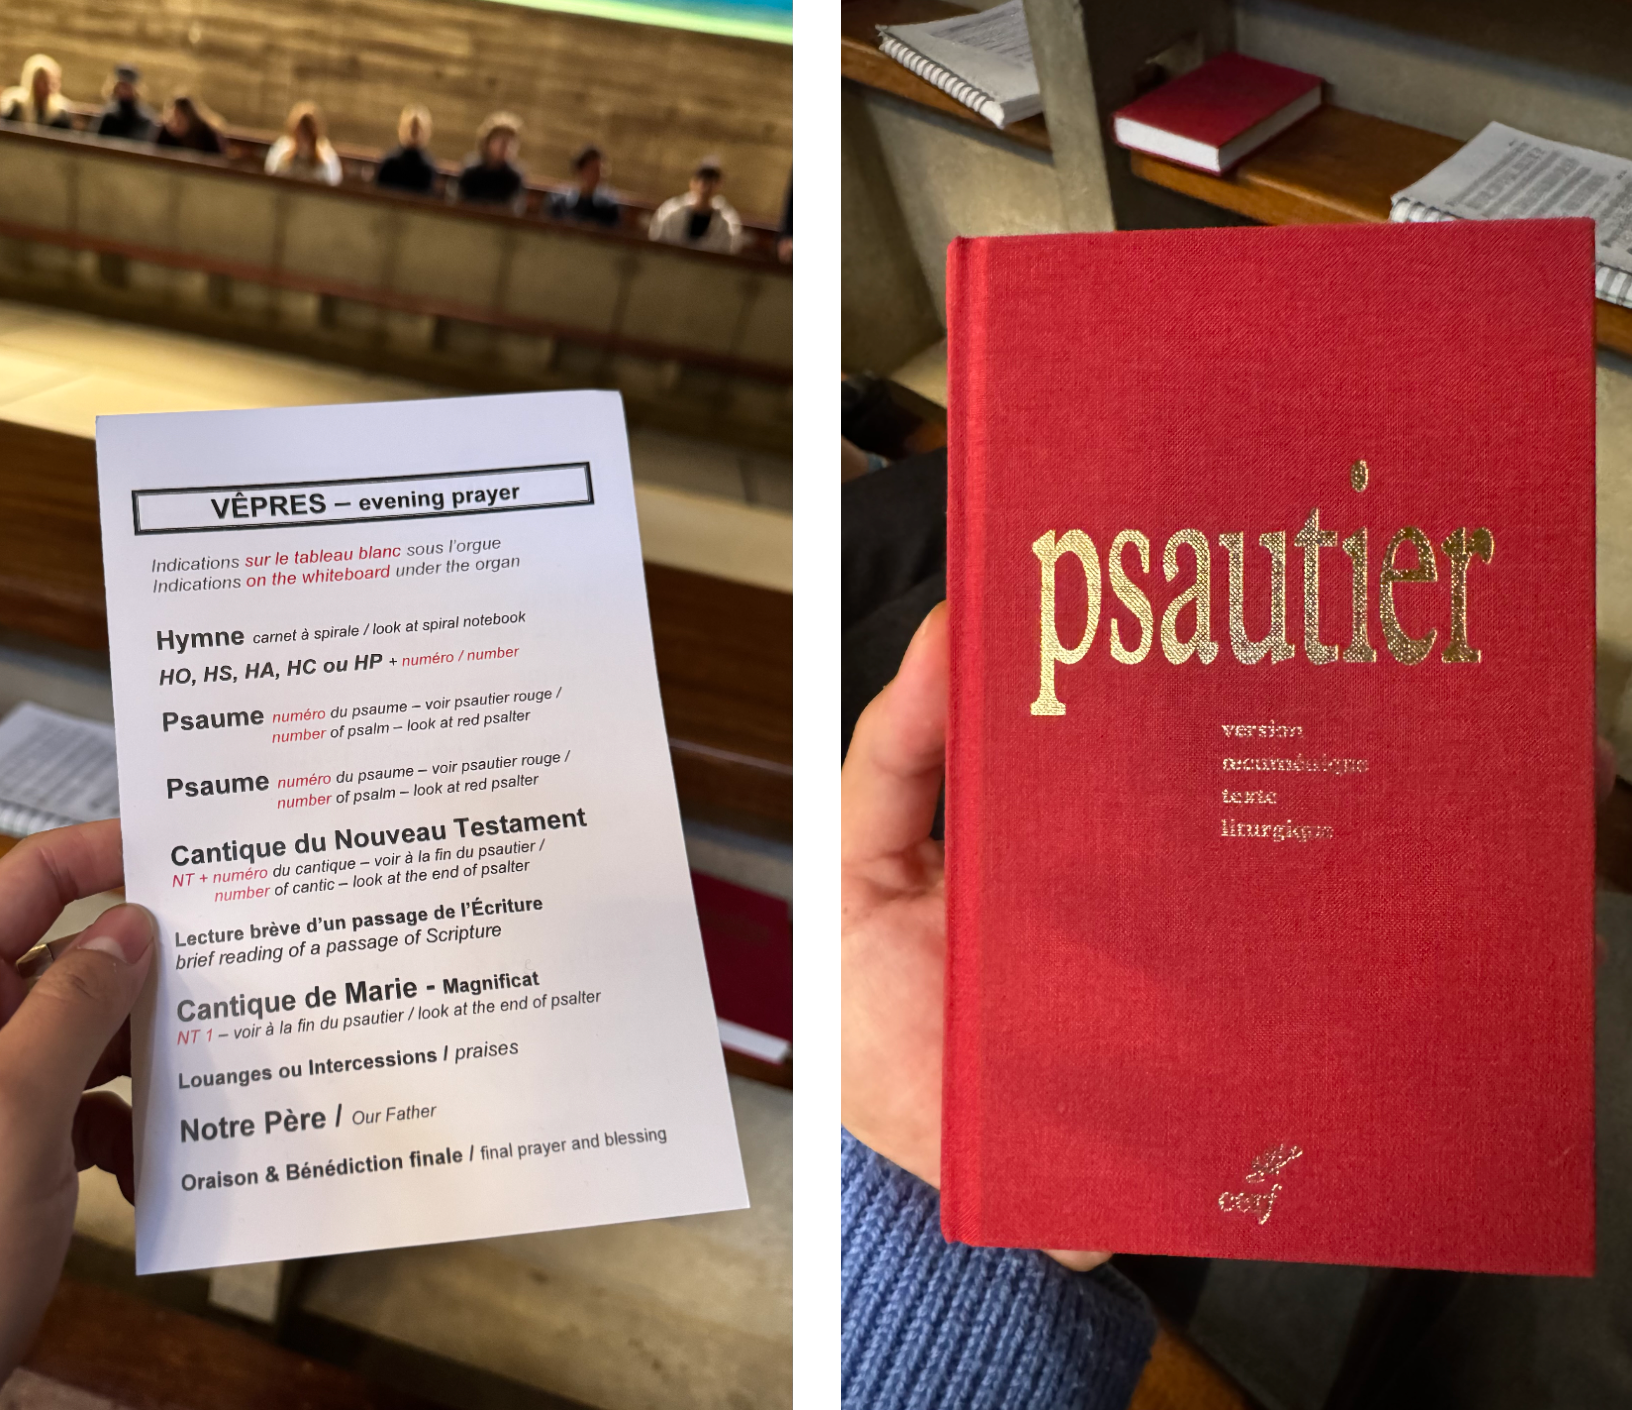 VÊPRES – evening prayer
Indications sur le tableau blanc sous l'orgue
Indications on the whiteboard under the organ
Hymne carnet à spirale / look at spiral notebook
HO, HS, HA, HC ou HP + numéro / number
Psaume numéro du psaume – voir psautier rouge /
number of psalm – look at red psalter
Psaume numéro du psaume – voir psautier rouge /
number of psalm – look at red psalter
Cantique du Nouveau Testament
NT + numéro du cantique – voir à la fin du psautier /
number of cantic – look at the end of psalter
Lecture brève d'un passage de l'Écriture
brief reading of a passage of Scripture
Cantique de Marie - Magnificat
NT 1 – voir à la fin du psautier / look at the end of psalter
Louanges ou Intercessions / praises
Notre Père / Our Father
Oraison & Bénédiction finale / final prayer and blessing
psautier
version
œcuménique
texte
liturgique
cerf